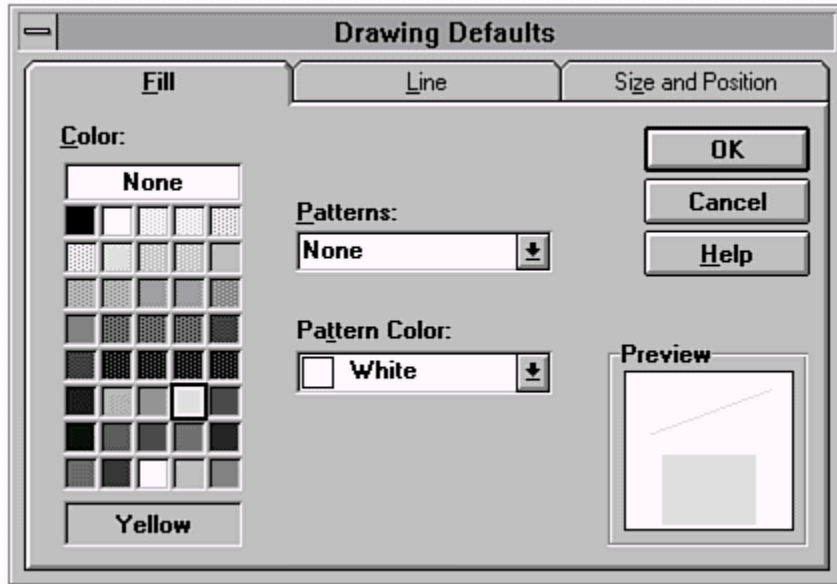 Drawing Defaults
Fill
Line
Size and Position
Color:
None
Patterns:
None
Pattern Color:
White
Yellow
OK
Cancel
Help
Preview